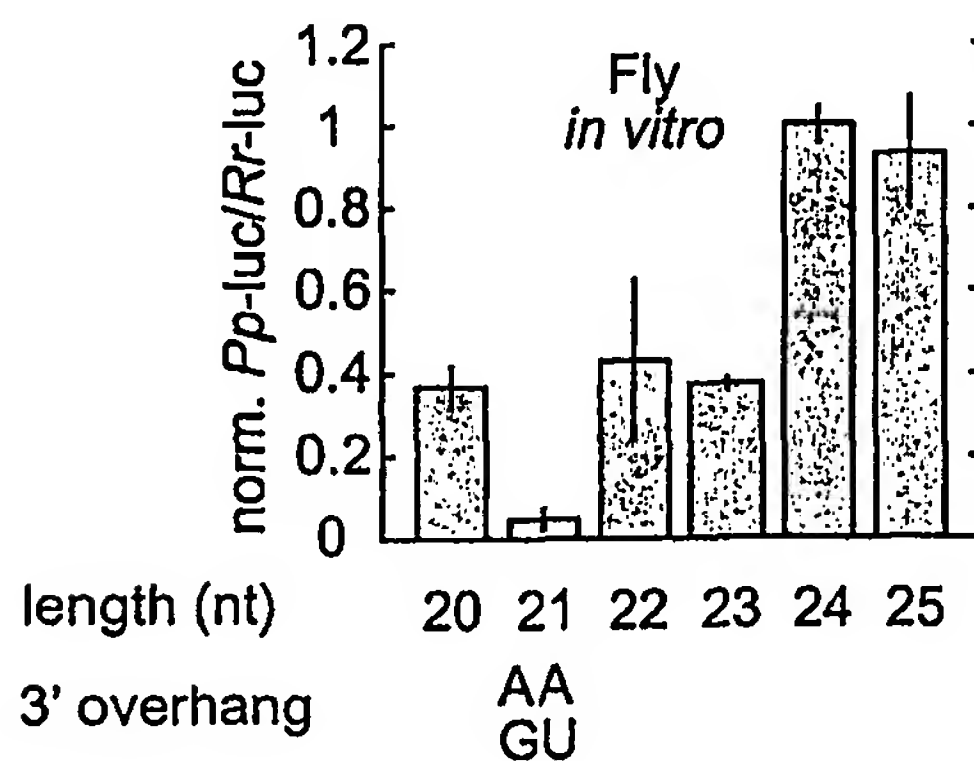 norm. Pp-luc/Rr-luc
1.2
1
0.8
0.6
0.4
0.2
0
Fly
in vitro
length (nt) 20 21 22 23 24 25
3' overhang AA
GU